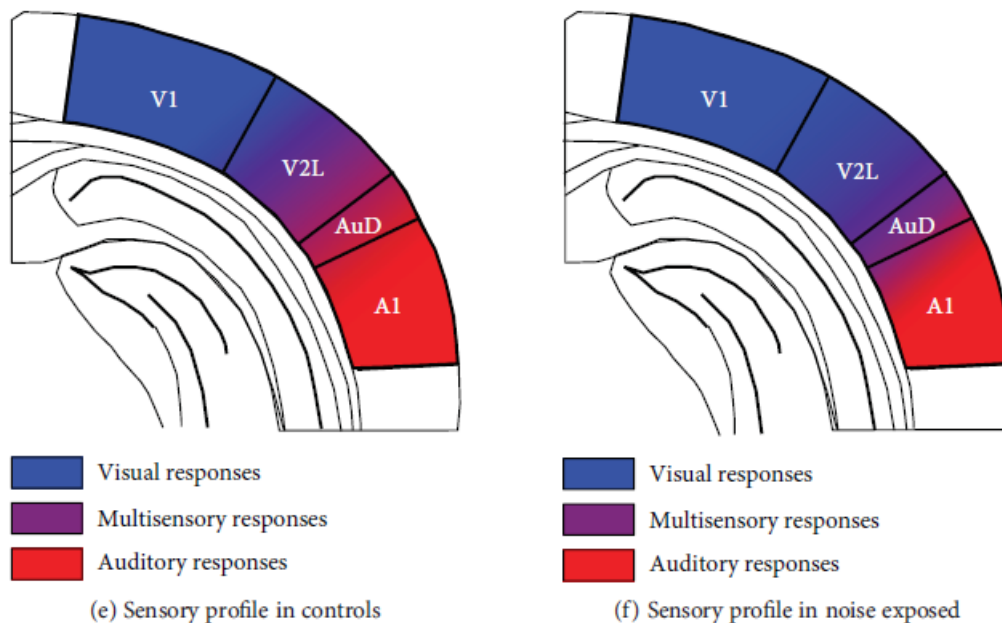 V1
V2L
AuD
A1
Visual responses
Multisensory responses
Auditory responses
(e) Sensory profile in controls
V1
V2L
AuD
A1
Visual responses
Multisensory responses
Auditory responses
(f) Sensory profile in noise exposed